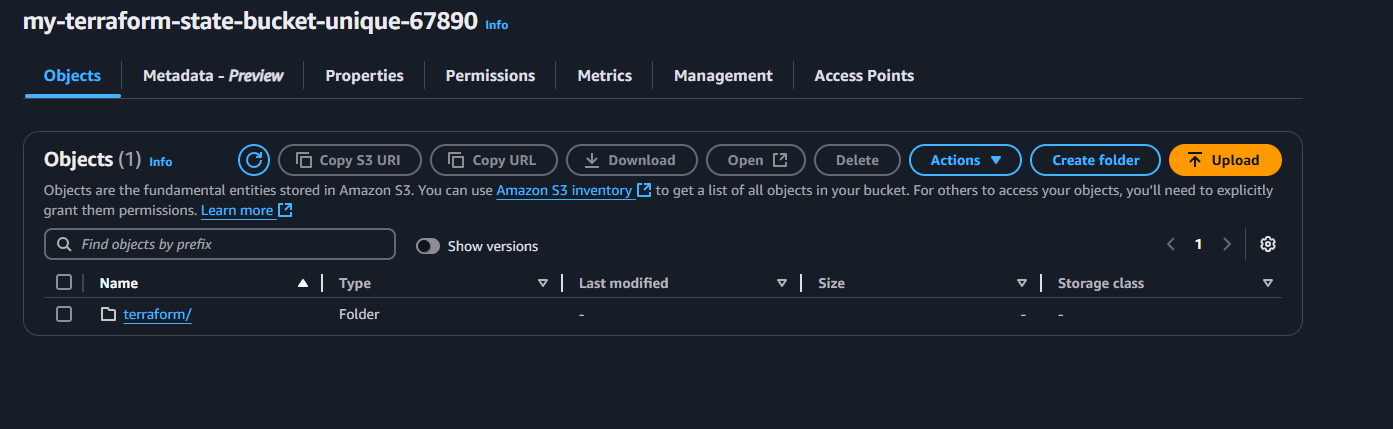 my-terraform-state-bucket-unique-67890 Info
Objects Metadata - Preview Properties Permissions Metrics Management Access Points
Objects (1) Info Copy S3 URI Copy URL Download Open Delete Actions Create folder Upload
Objects are the fundamental entities stored in Amazon S3. You can use Amazon S3 inventory to get a list of all objects in your bucket. For others to access your objects, you'll need to explicitly
grant them permissions. Learn more
Find objects by prefix Show versions 1
Name Type Last modified Size Storage class
terraform/ Folder - - -